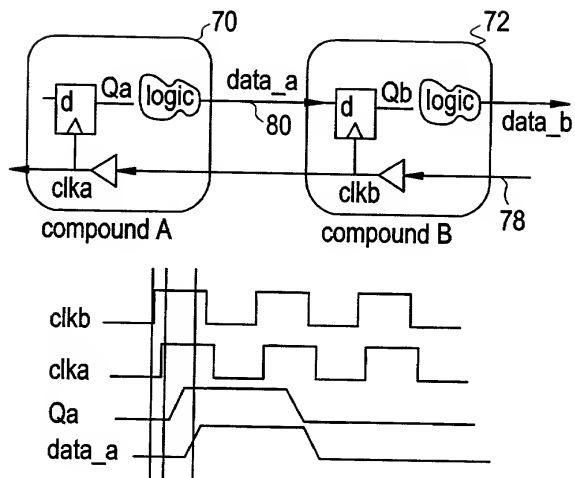 70
72
d
Qa
logic
data_a
80
d
Qb
logic
data_b
clka
clkb
78
compound A
compound B
clkb
clka
Qa
data_a